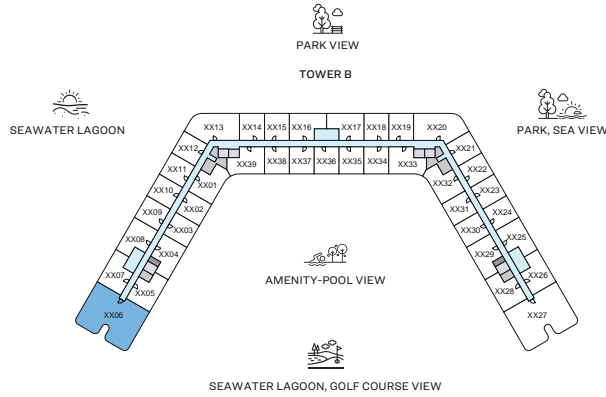 PARK VIEW
TOWER B
SEAWATER LAGOON
PARK, SEA VIEW
XX13
XX14
XX15
XX16
XX17
XX18
XX19
XX20
XX12
XX39
XX38
XX37
XX36
XX35
XX34
XX33
XX21
XX11
XX01
XX32
XX22
XX10
XX02
XX31
XX23
XX09
XX03
XX30
XX24
XX08
XX04
XX29
XX25
XX07
XX05
XX28
XX26
XX06
XX27
AMENITY-POOL VIEW
SEAWATER LAGOON, GOLF COURSE VIEW